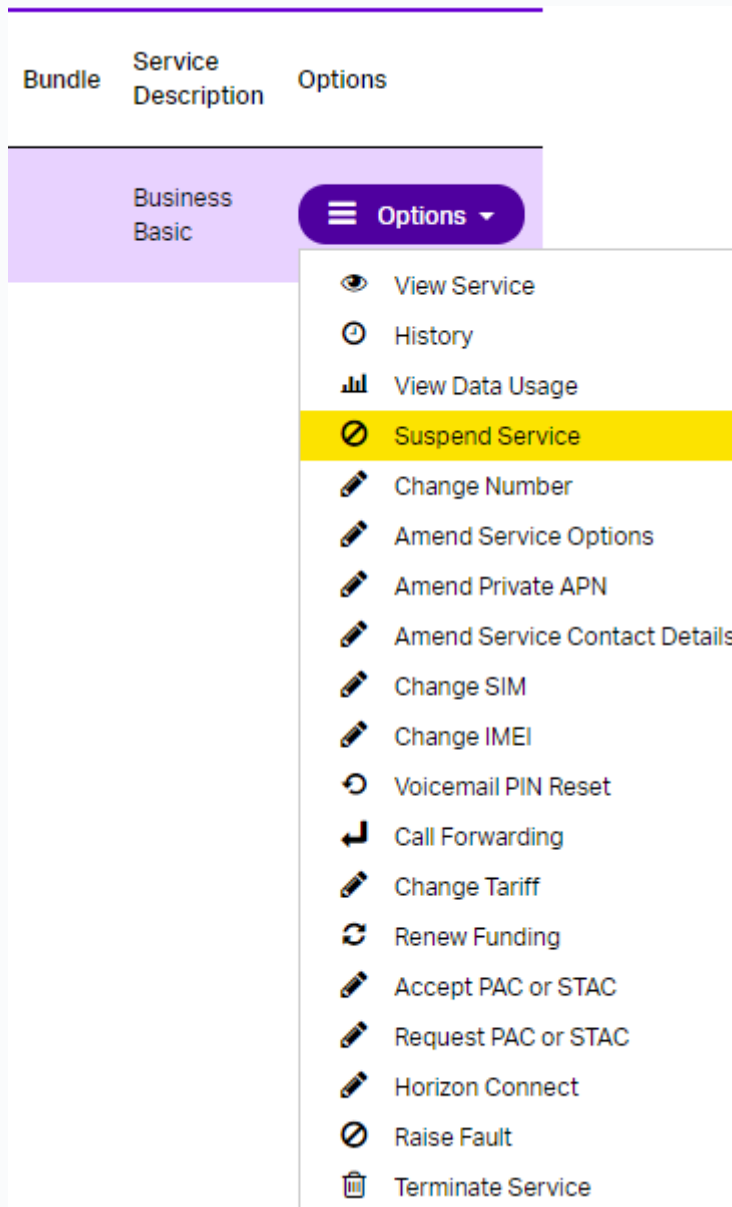 Bundle
Service
Description
Options
Business
Basic
Options
View Service
History
View Data Usage
Suspend Service
Change Number
Amend Service Options
Amend Private APN
Amend Service Contact Details
Change SIM
Change IMEI
Voicemail PIN Reset
Call Forwarding
Change Tariff
Renew Funding
Accept PAC or STAC
Request PAC or STAC
Horizon Connect
Raise Fault
Terminate Service